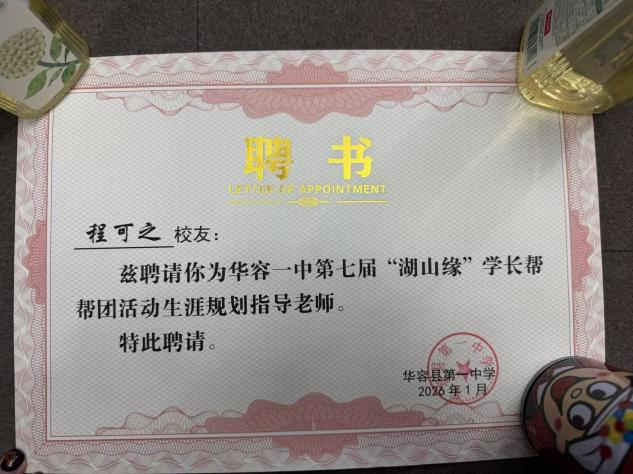 聘书
LETTER OF APPOINTMENT
程可之 校友：
兹聘请你为华容一中第七届“湖山缘”学长帮
帮团活动生涯规划指导老师。
特此聘请。
华容县第一中学
2026年1月